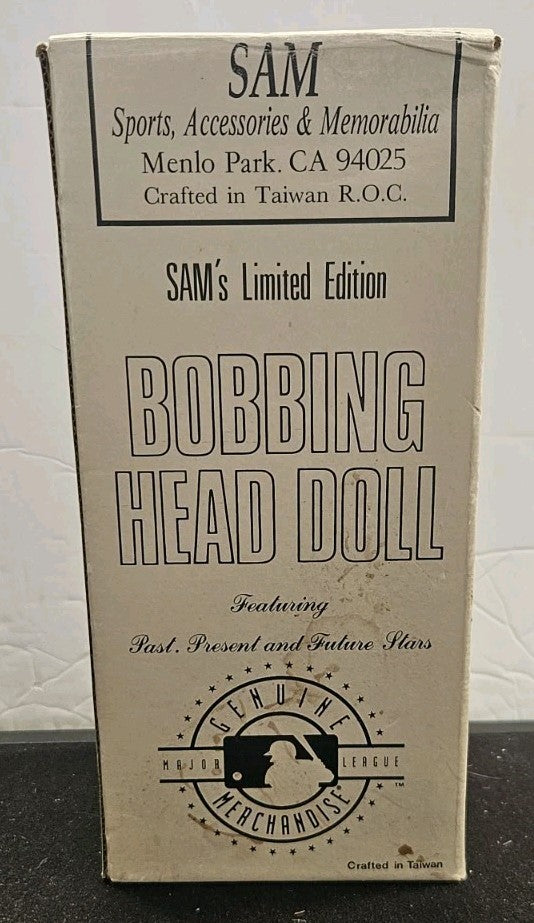 SAM
Sports, Accessories & Memorabilia
Menlo Park. CA 94025
Crafted in Taiwan R.O.C.
SAM's Limited Edition
BOBBING
HEAD DOLL
Featuring
Past. Present and Future Stars
GENUINE
MAJOR LEAGUE
MERCHANDISE®
™
Crafted in Taiwan